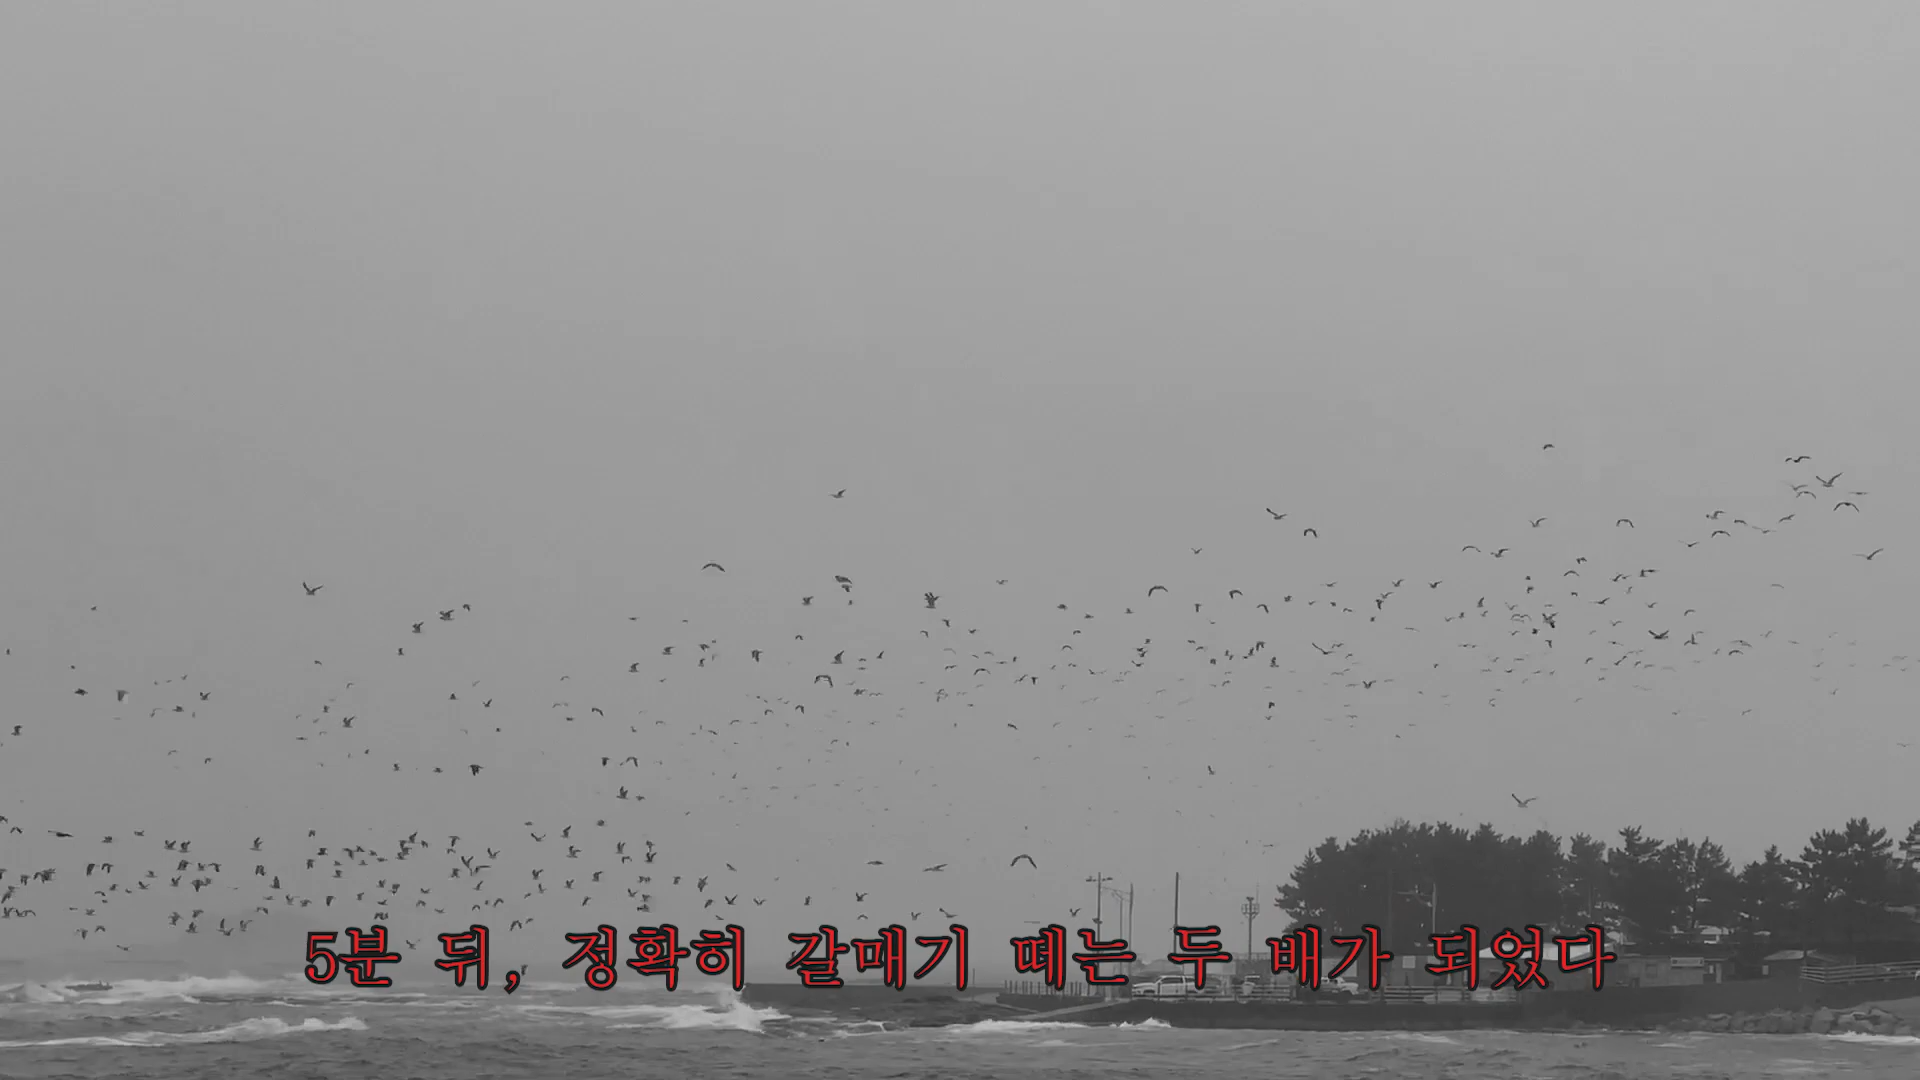 5분 뒤, 정확히 갈매기 떼는 두 배가 되었다